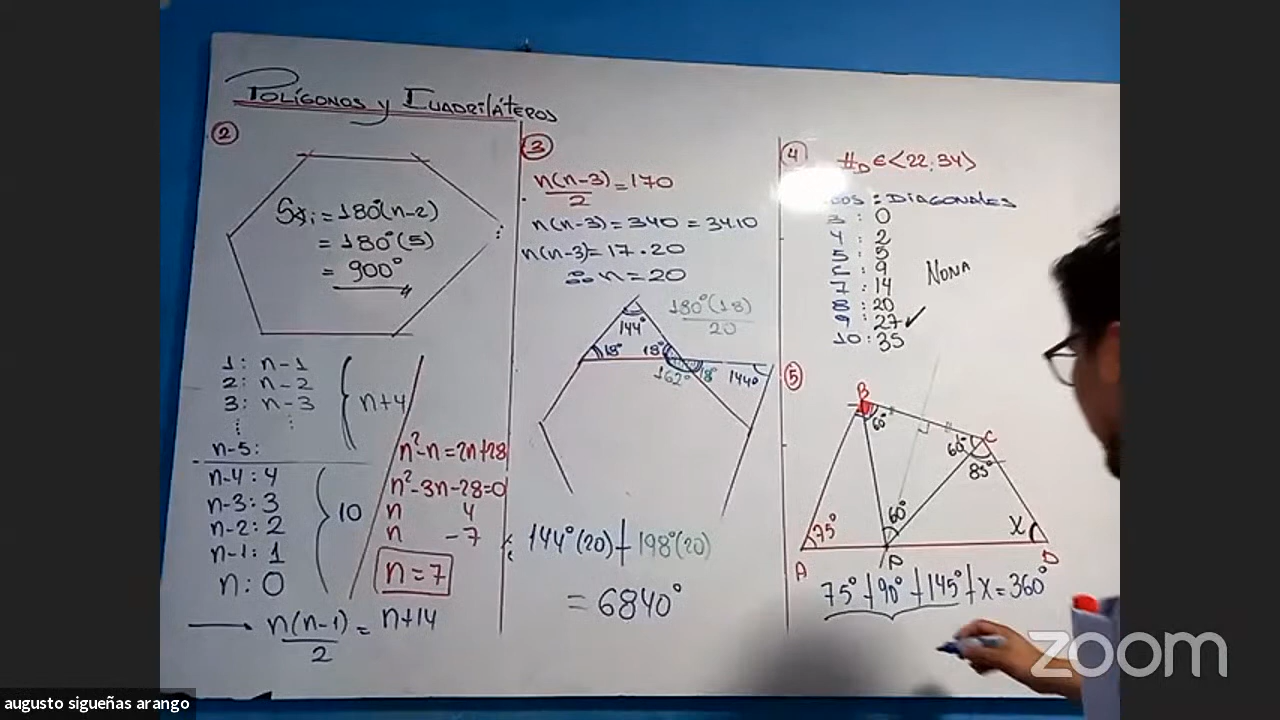 POLÍGONOS y CUADRILÁTEROS
2
S∢i = 180°(n-2)
= 180°(5)
= 900°
1: n-1
2: n-2
3: n-3
⋮ ⋮
n-5:
n+4
n-4: 4
n-3: 3
n-2: 2
n-1: 1
n: 0
10
n(n-1)/2 = n+14
n²-n=2n+28
n²-3n-28=0
n 4
n -7
n=7
3
n(n-3)/2 = 170
n(n-3) = 340 = 34.10
n(n-3) = 17.20
∴ n = 20
180°(18)/20
144°
18° 18°
162° 18° 144°
144°(20) + 198°(20)
= 6840°
4
#D ∈ <22,34>
: DIAGONALES
3 : 0
4 : 2
5 : 5
6 : 9
7 : 14
8 : 20
9 : 27 ✓
10 : 35
NONA
5
B
60°
C
60°
85°
60°
75°
x
A
P
D
75° + 90° + 145° + x = 360°
zoom
augusto sigueñas arango